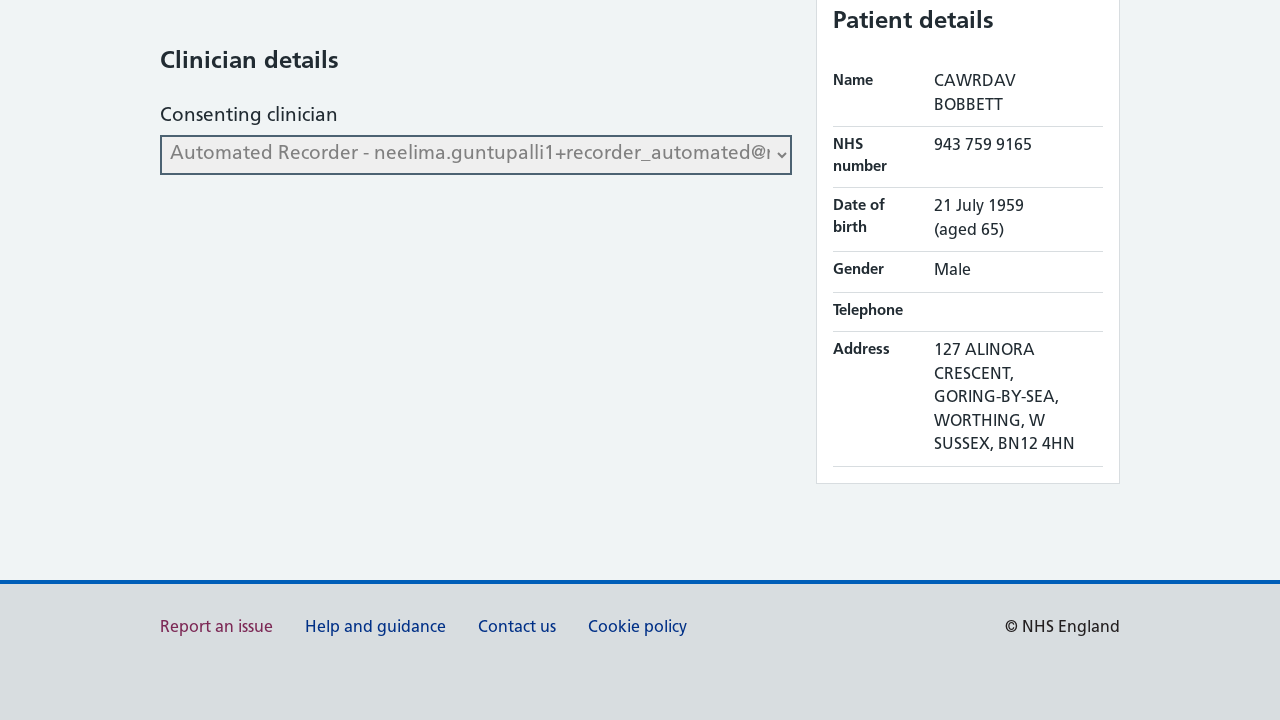 Clinician details
Consenting clinician
Automated Recorder - neelima.guntupalli1+recorder_automated@
Patient details
Name CAWRDAV
BOBBETT
NHS number 943 759 9165
Date of birth 21 July 1959
(aged 65)
Gender Male
Telephone
Address 127 ALINORA
CRESCENT,
GORING-BY-SEA,
WORTHING, W
SUSSEX, BN12 4HN
Report an issue Help and guidance Contact us Cookie policy © NHS England